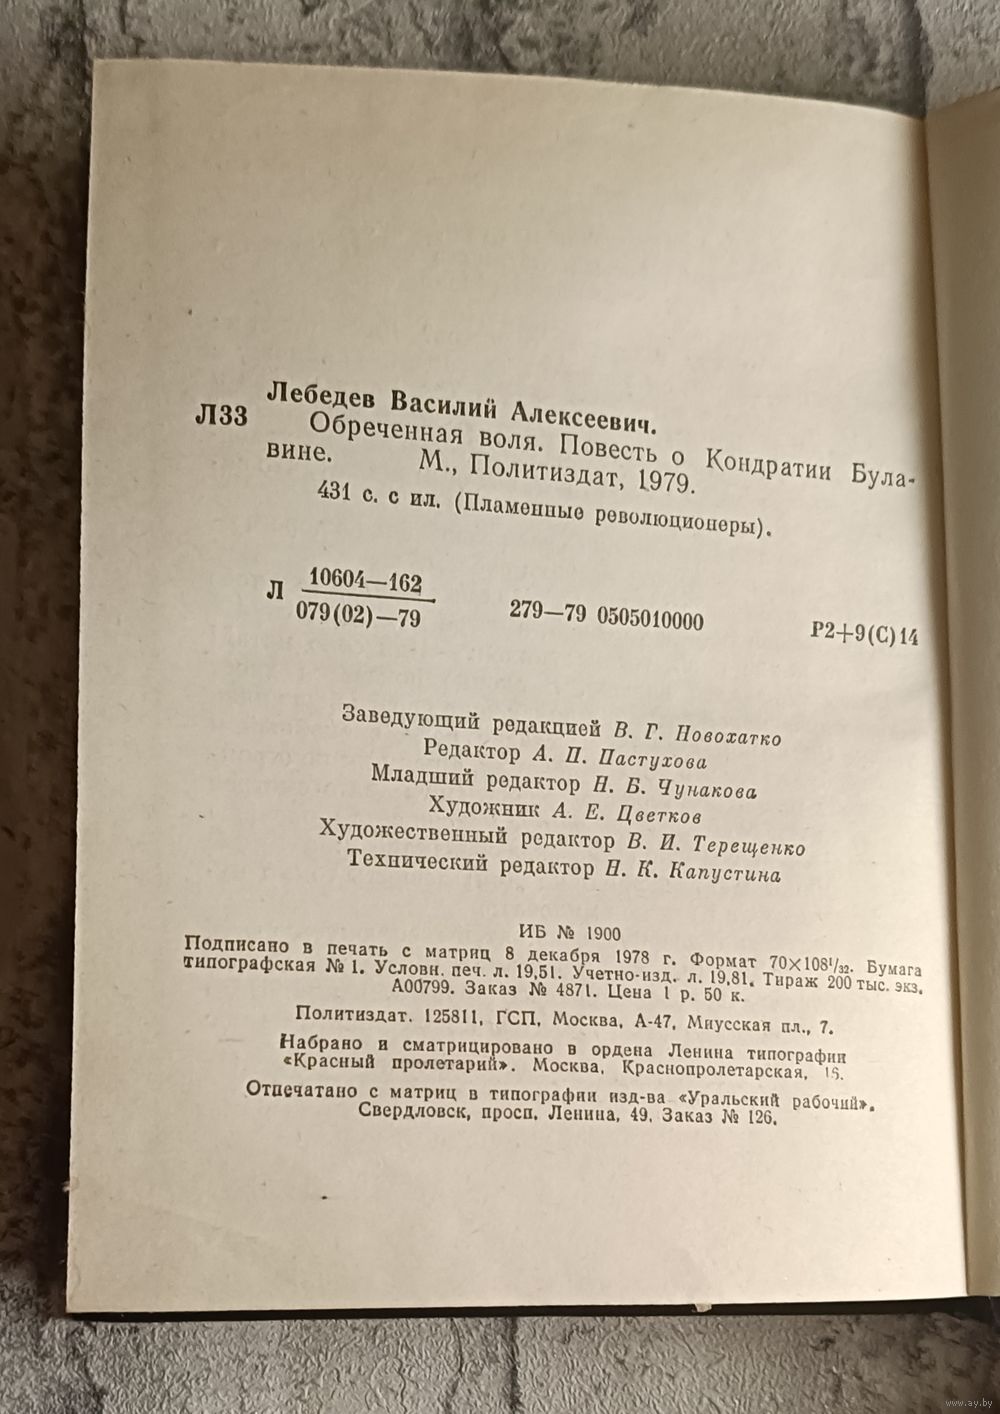 Лебедев Василий Алексеевич.
Л33 Обреченная воля. Повесть о Кондратии Була-
вине. М., Политиздат, 1979.
431 с. с ил. (Пламенные революционеры).
10604—162
Л
079(02)—79
279—79 0505010000
Р2+9(С)14
Заведующий редакцией В. Г. Новохатко
Редактор А. П. Пастухова
Младший редактор Н. Б. Чунакова
Художник А. Е. Цветков
Художественный редактор В. И. Терещенко
Технический редактор Н. К. Капустина
ИБ № 1900
Подписано в печать с матриц 8 декабря 1978 г. Формат 70×108¹/₃₂. Бумага
типографская № 1. Условн. печ. л. 19,51. Учетно-изд. л. 19,81. Тираж 200 тыс. экз.
А00799. Заказ № 4871. Цена 1 р. 50 к.
Политиздат. 125811, ГСП, Москва, А-47, Миусская пл., 7.
Набрано и сматрицировано в ордена Ленина типографии
«Красный пролетарий». Москва, Краснопролетарская, 16.
Отпечатано с матриц в типографии изд-ва «Уральский рабочий».
Свердловск, просп. Ленина, 49. Заказ № 126.
www.ay.by